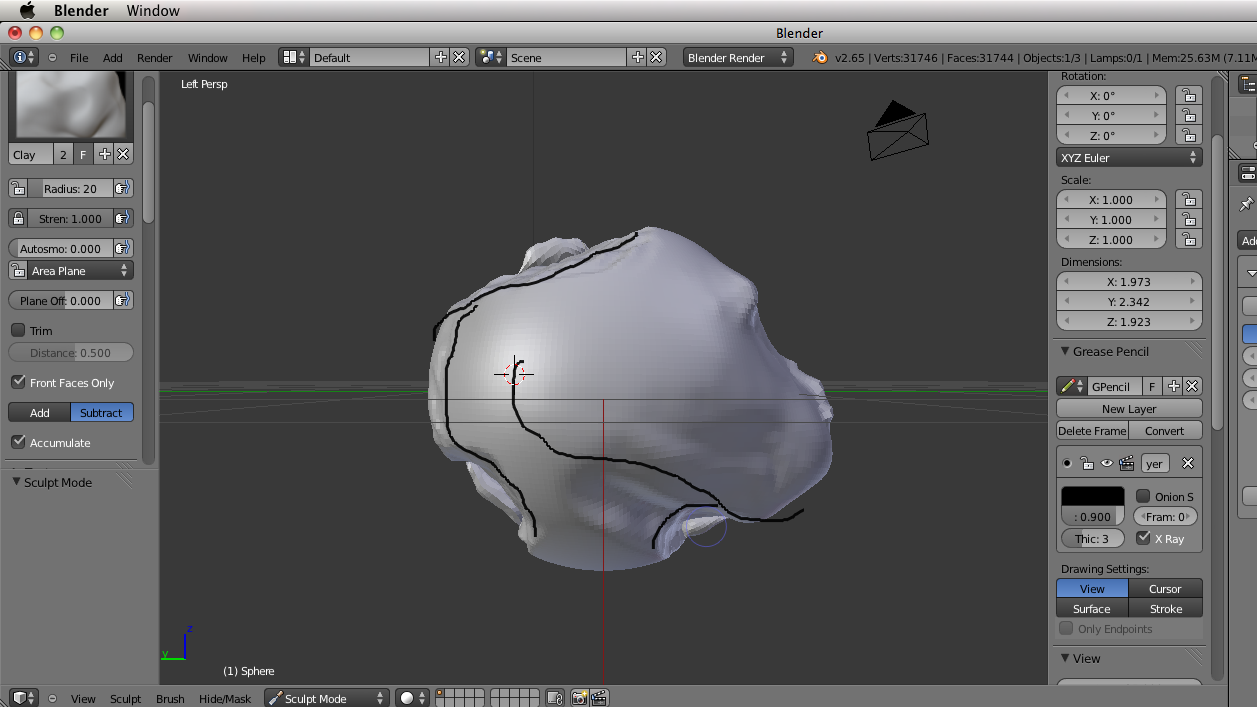 Blender Window
Blender
File Add Render Window Help Default Scene Blender Render v2.65 | Verts:31746 | Faces:31744 | Objects:1/3 | Lamps:0/1 | Mem:25.63M (7.11M
Left Persp
Clay 2 F
Radius: 20
Stren: 1.000
Autosmo: 0.000
Area Plane
Plane Off: 0.000
Trim
Distance: 0.500
Front Faces Only
Add Subtract
Accumulate
Sculpt Mode
z
y
(1) Sphere
Rotation:
X: 0°
Y: 0°
Z: 0°
XYZ Euler
Scale:
X: 1.000
Y: 1.000
Z: 1.000
Dimensions:
X: 1.973
Y: 2.342
Z: 1.923
Grease Pencil
GPencil F
New Layer
Delete Frame Convert
yer
Onion S
: 0.900 Fram: 0
Thic: 3 X Ray
Drawing Settings:
View Cursor
Surface Stroke
Only Endpoints
View
Add
View Sculpt Brush Hide/Mask Sculpt Mode